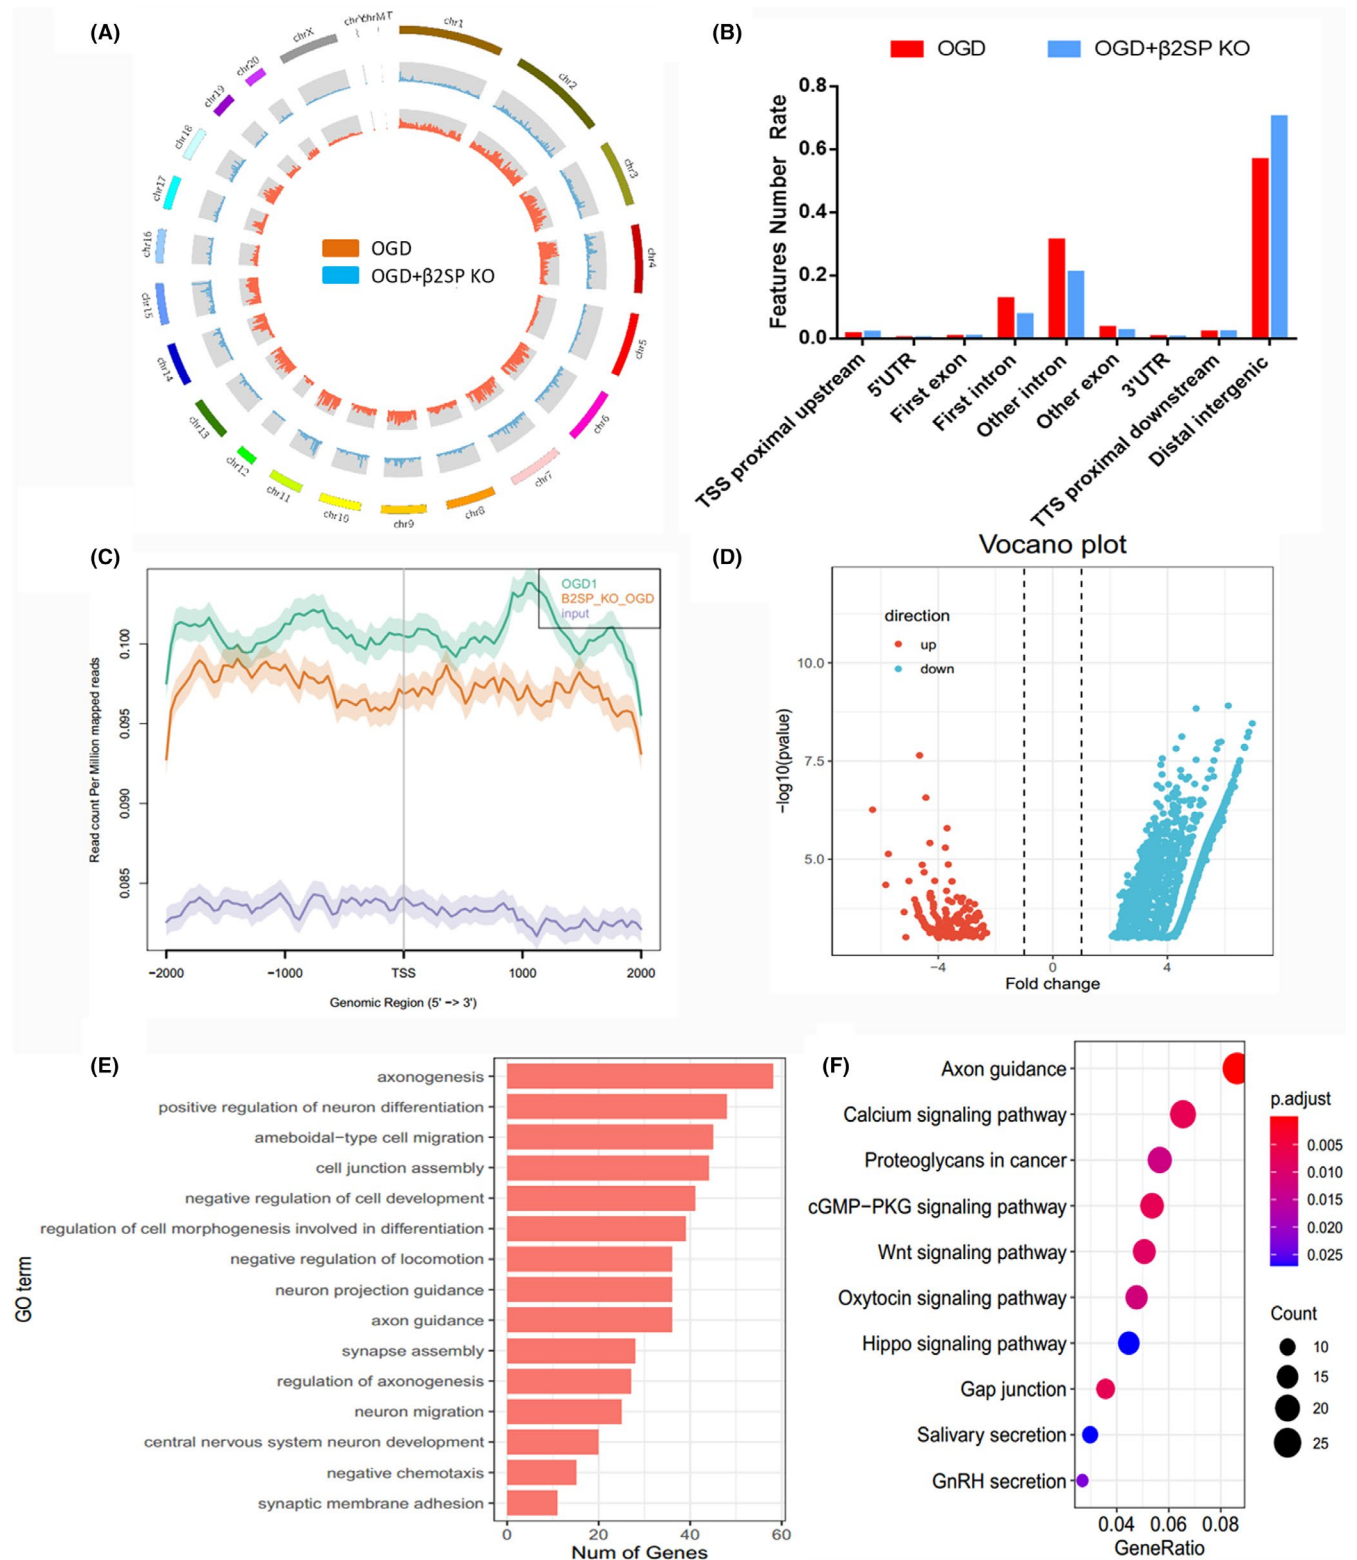 (A)
chr1
chr2
chr3
chr4
chr5
chr6
chr7
chr8
chr9
chr10
chr11
chr12
chr13
chr14
chr15
chr16
chr17
chr18
chr19
chr20
chrX
chrMT
OGD
OGD+β2SP KO
(B)
OGD
OGD+β2SP KO
Features Number Rate
0.8
0.6
0.4
0.2
0.0
TSS proximal upstream
5'UTR
First exon
First intron
Other intron
Other exon
3'UTR
TTS proximal downstream
Distal intergenic
(C)
OGD1
B2SP_KO_OGD
input
Read count Per Million mapped reads
0.100
0.095
0.090
0.085
−2000
−1000
TSS
1000
2000
Genomic Region (5' −> 3')
(D)
Vocano plot
direction
up
down
−log10(pvalue)
10.0
7.5
5.0
−4
0
4
Fold change
(E)
GO term
axonogenesis
positive regulation of neuron differentiation
ameboidal−type cell migration
cell junction assembly
negative regulation of cell development
regulation of cell morphogenesis involved in differentiation
negative regulation of locomotion
neuron projection guidance
axon guidance
synapse assembly
regulation of axonogenesis
neuron migration
central nervous system neuron development
negative chemotaxis
synaptic membrane adhesion
0
20
40
60
Num of Genes
(F)
Axon guidance
Calcium signaling pathway
Proteoglycans in cancer
cGMP−PKG signaling pathway
Wnt signaling pathway
Oxytocin signaling pathway
Hippo signaling pathway
Gap junction
Salivary secretion
GnRH secretion
0.04
0.06
0.08
GeneRatio
p.adjust
0.005
0.010
0.015
0.020
0.025
Count
10
15
20
25